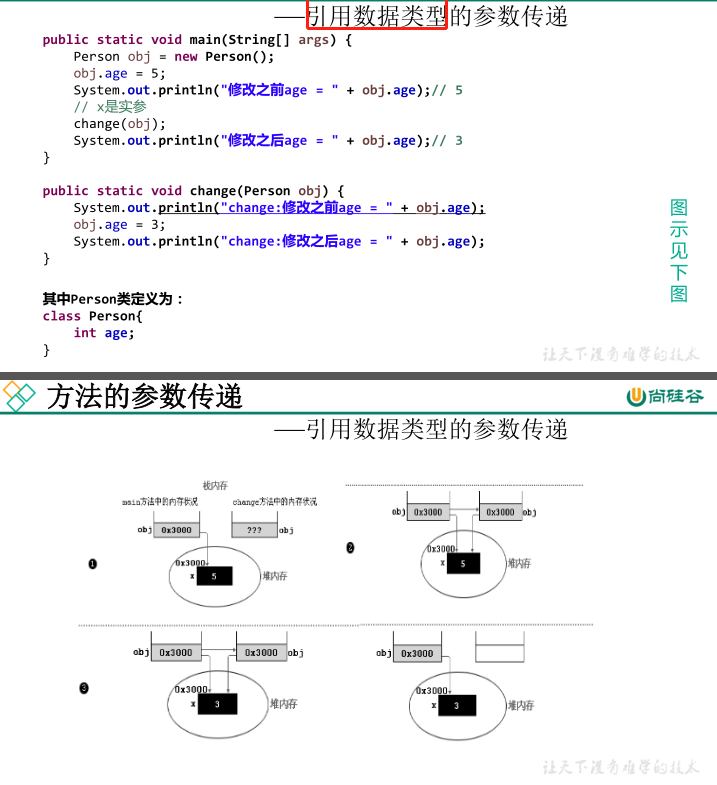 ——引用数据类型的参数传递
public static void main(String[] args) {
Person obj = new Person();
obj.age = 5;
System.out.println("修改之前age = " + obj.age);// 5
// x是实参
change(obj);
System.out.println("修改之后age = " + obj.age);// 3
}
public static void change(Person obj) {
System.out.println("change:修改之前age = " + obj.age);
obj.age = 3;
System.out.println("change:修改之后age = " + obj.age);
}
图示见下图
其中Person类定义为：
class Person{
int age;
}
让天下没有难学的技术
方法的参数传递
尚硅谷
——引用数据类型的参数传递
栈内存
main方法中的内存状况
change方法中的内存状况
obj 0x3000
??? obj
❶
0x3000
x 5
堆内存
obj 0x3000
0x3000 obj
❷
0x3000
x 5
堆内存
obj 0x3000
0x3000 obj
❸
0x3000
x 3
堆内存
obj 0x3000
0x3000
x 3
堆内存
让天下没有难学的技术